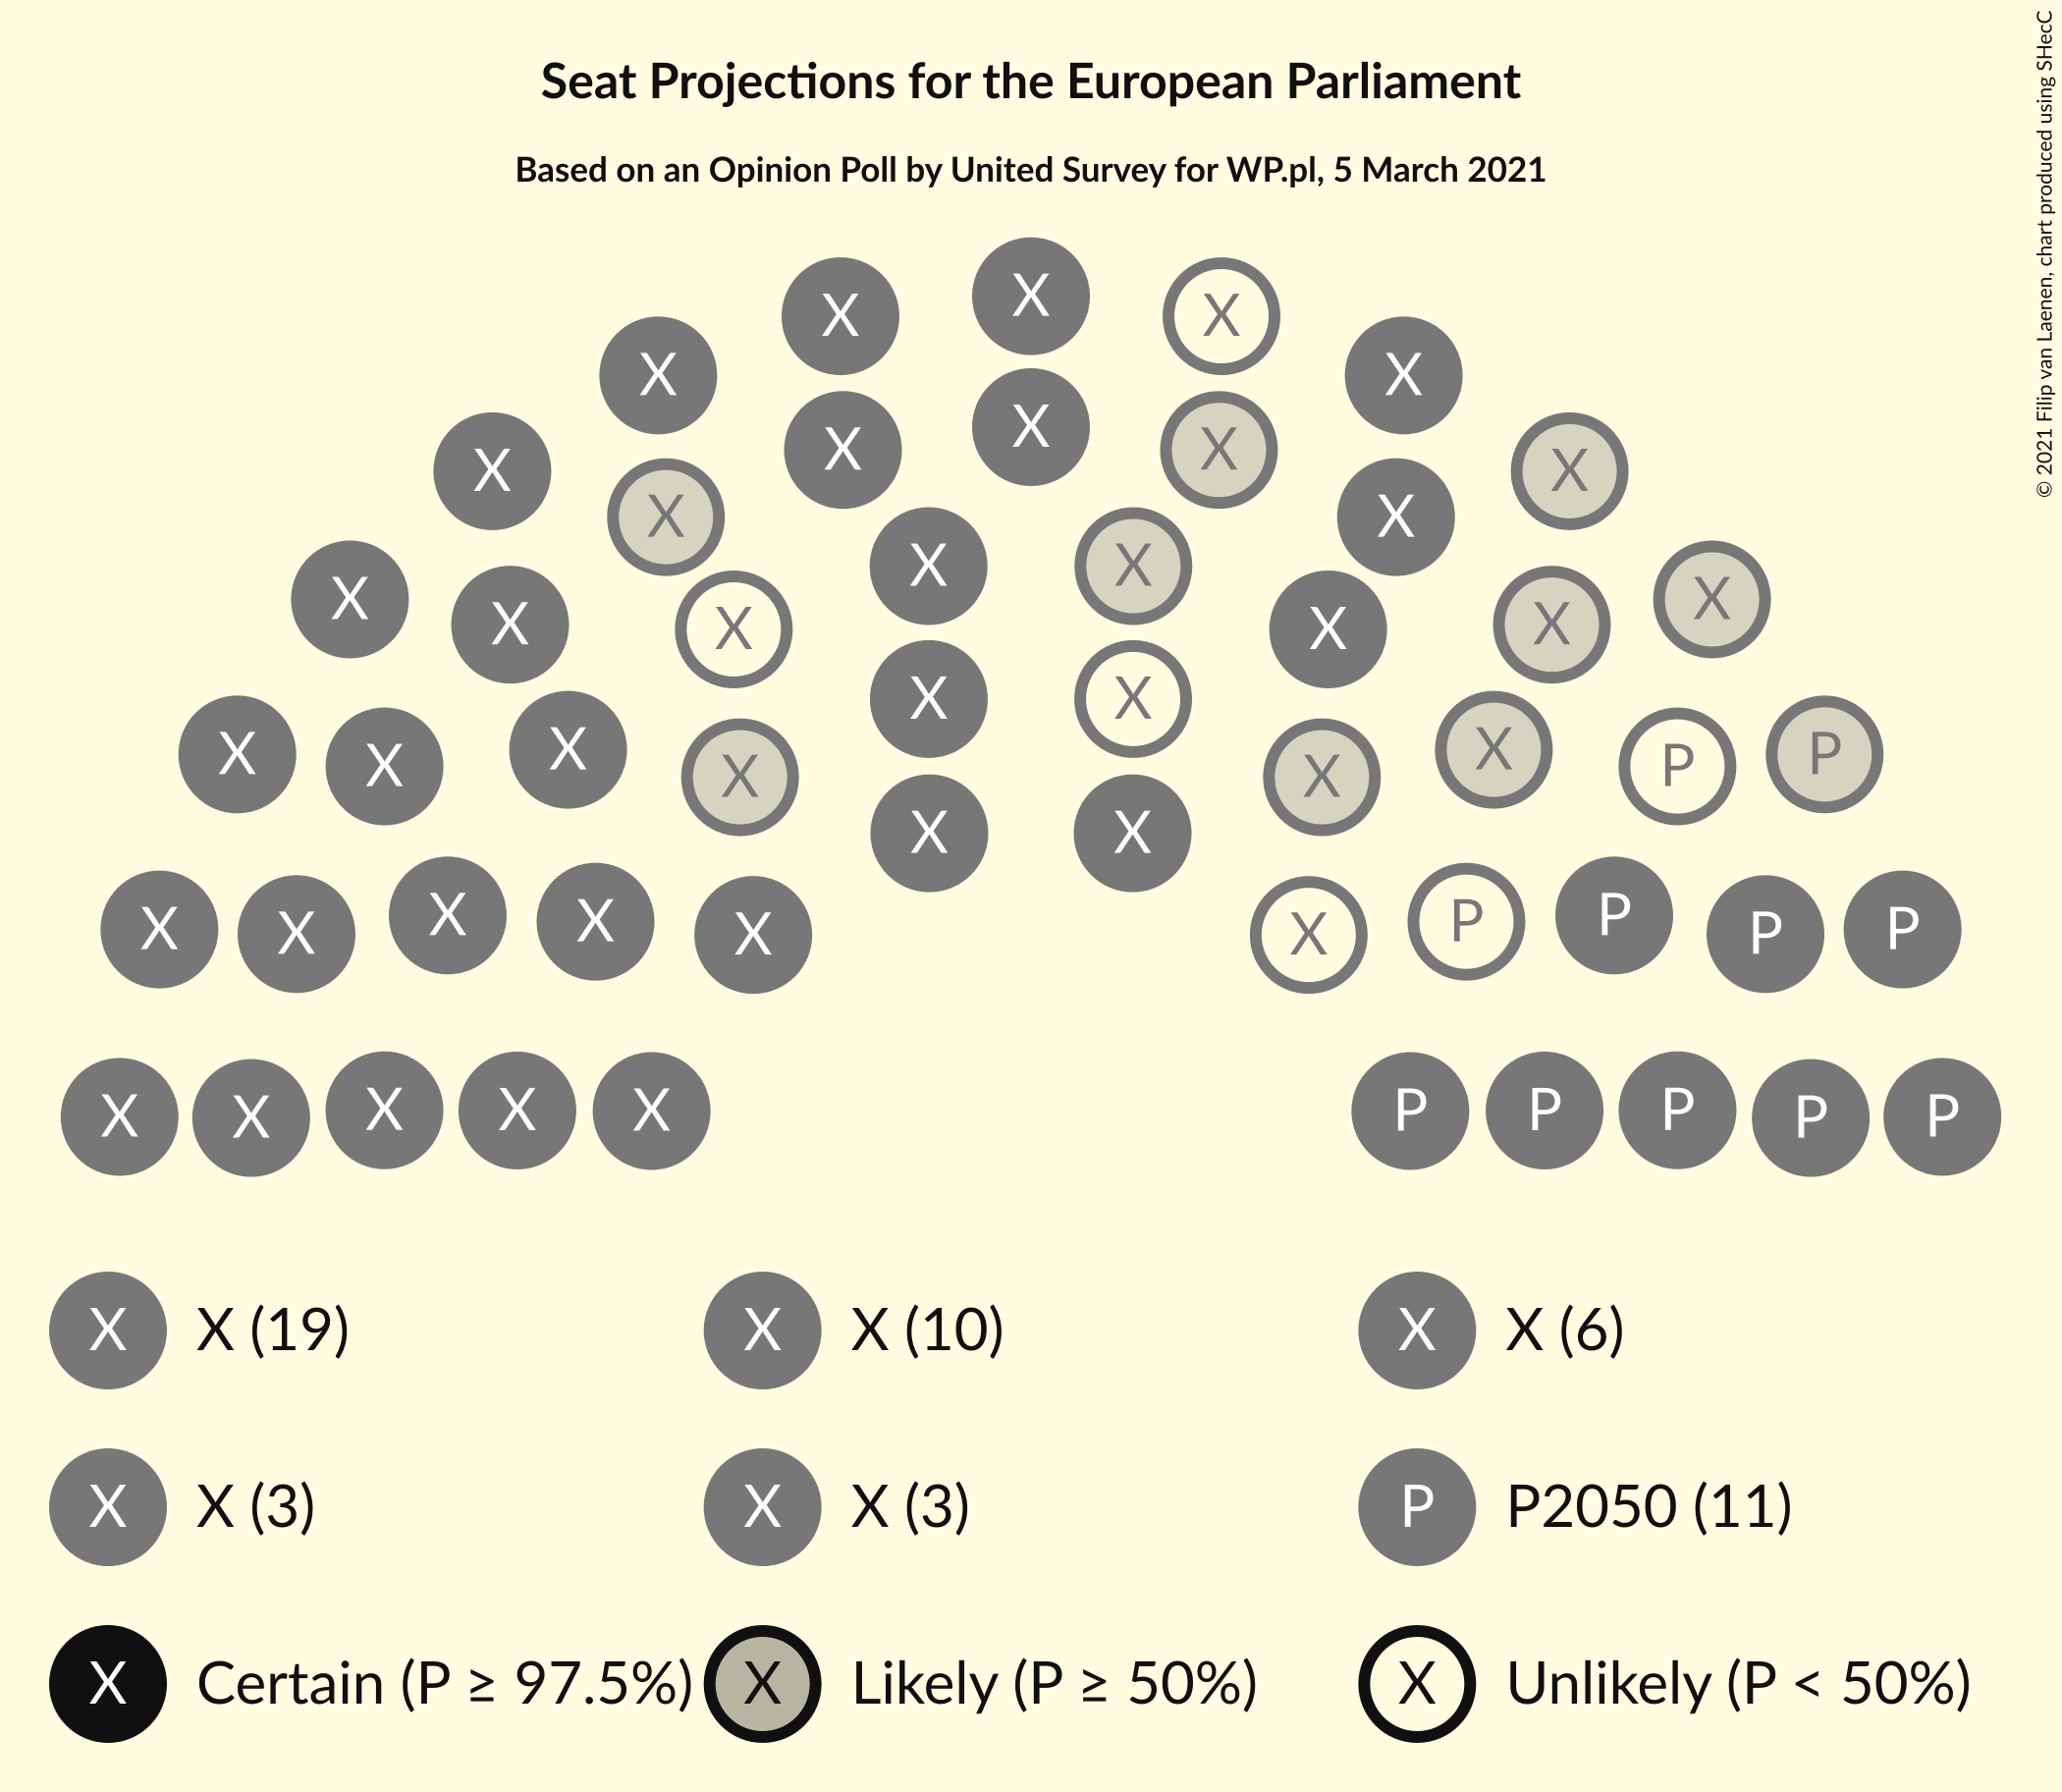 Seat Projections for the European Parliament
Based on an Opinion Poll by United Survey for WP.pl, 5 March 2021
© 2021 Filip van Laenen, chart produced using SHecC
X
X X
X X
X
X X
X X
X X
X X
X X
X X
X X
X X
X X
X P P
X X X X
X X
X X X X X X P P P P
X X X X X P P P P P
X X (19) X X (10) X X (6)
X X (3) X X (3) P P2050 (11)
X Certain (P ≥ 97.5%) X Likely (P ≥ 50%) X Unlikely (P < 50%)